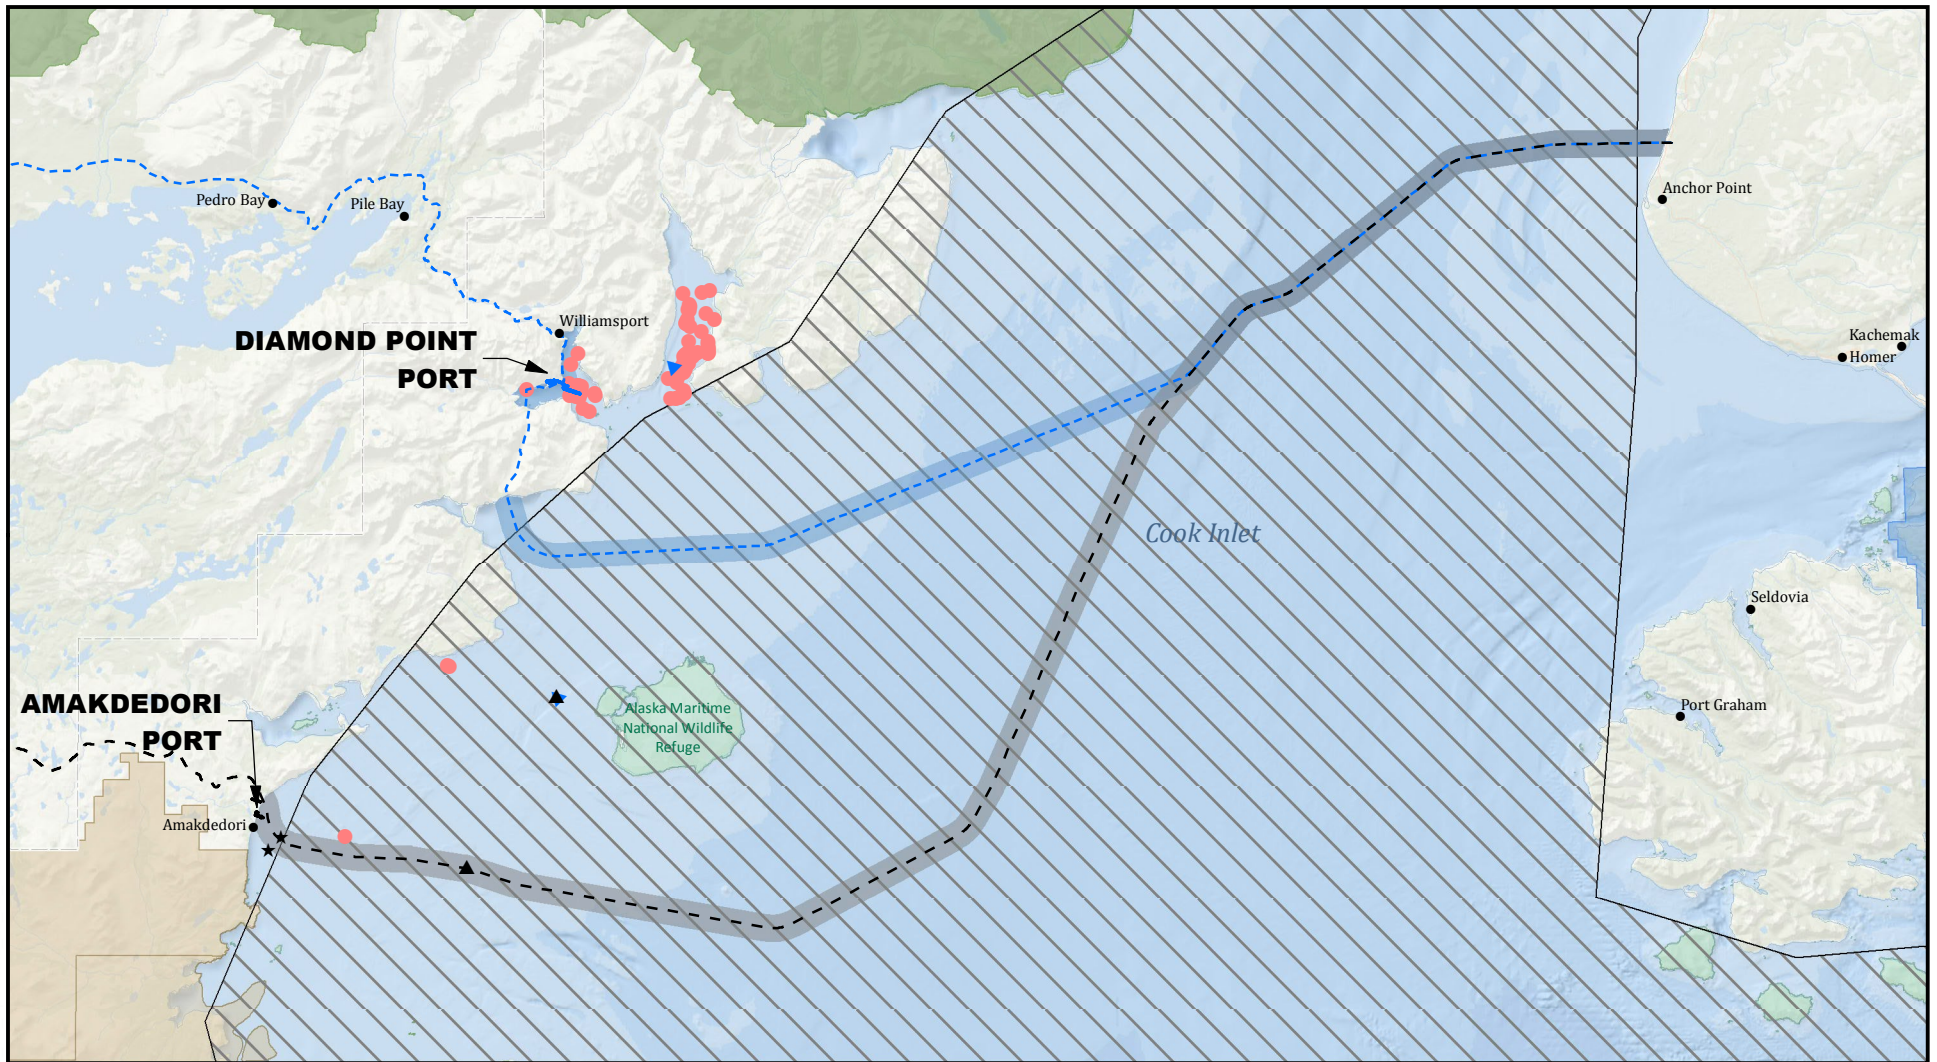 Pedro Bay
Pile Bay
Anchor Point
Williamsport
DIAMOND POINT
PORT
Kachemak
Homer
Cook Inlet
Seldovia
AMAKDEDORI
PORT
Alaska Maritime
National Wildlife
Refuge
Port Graham
Amakdedori